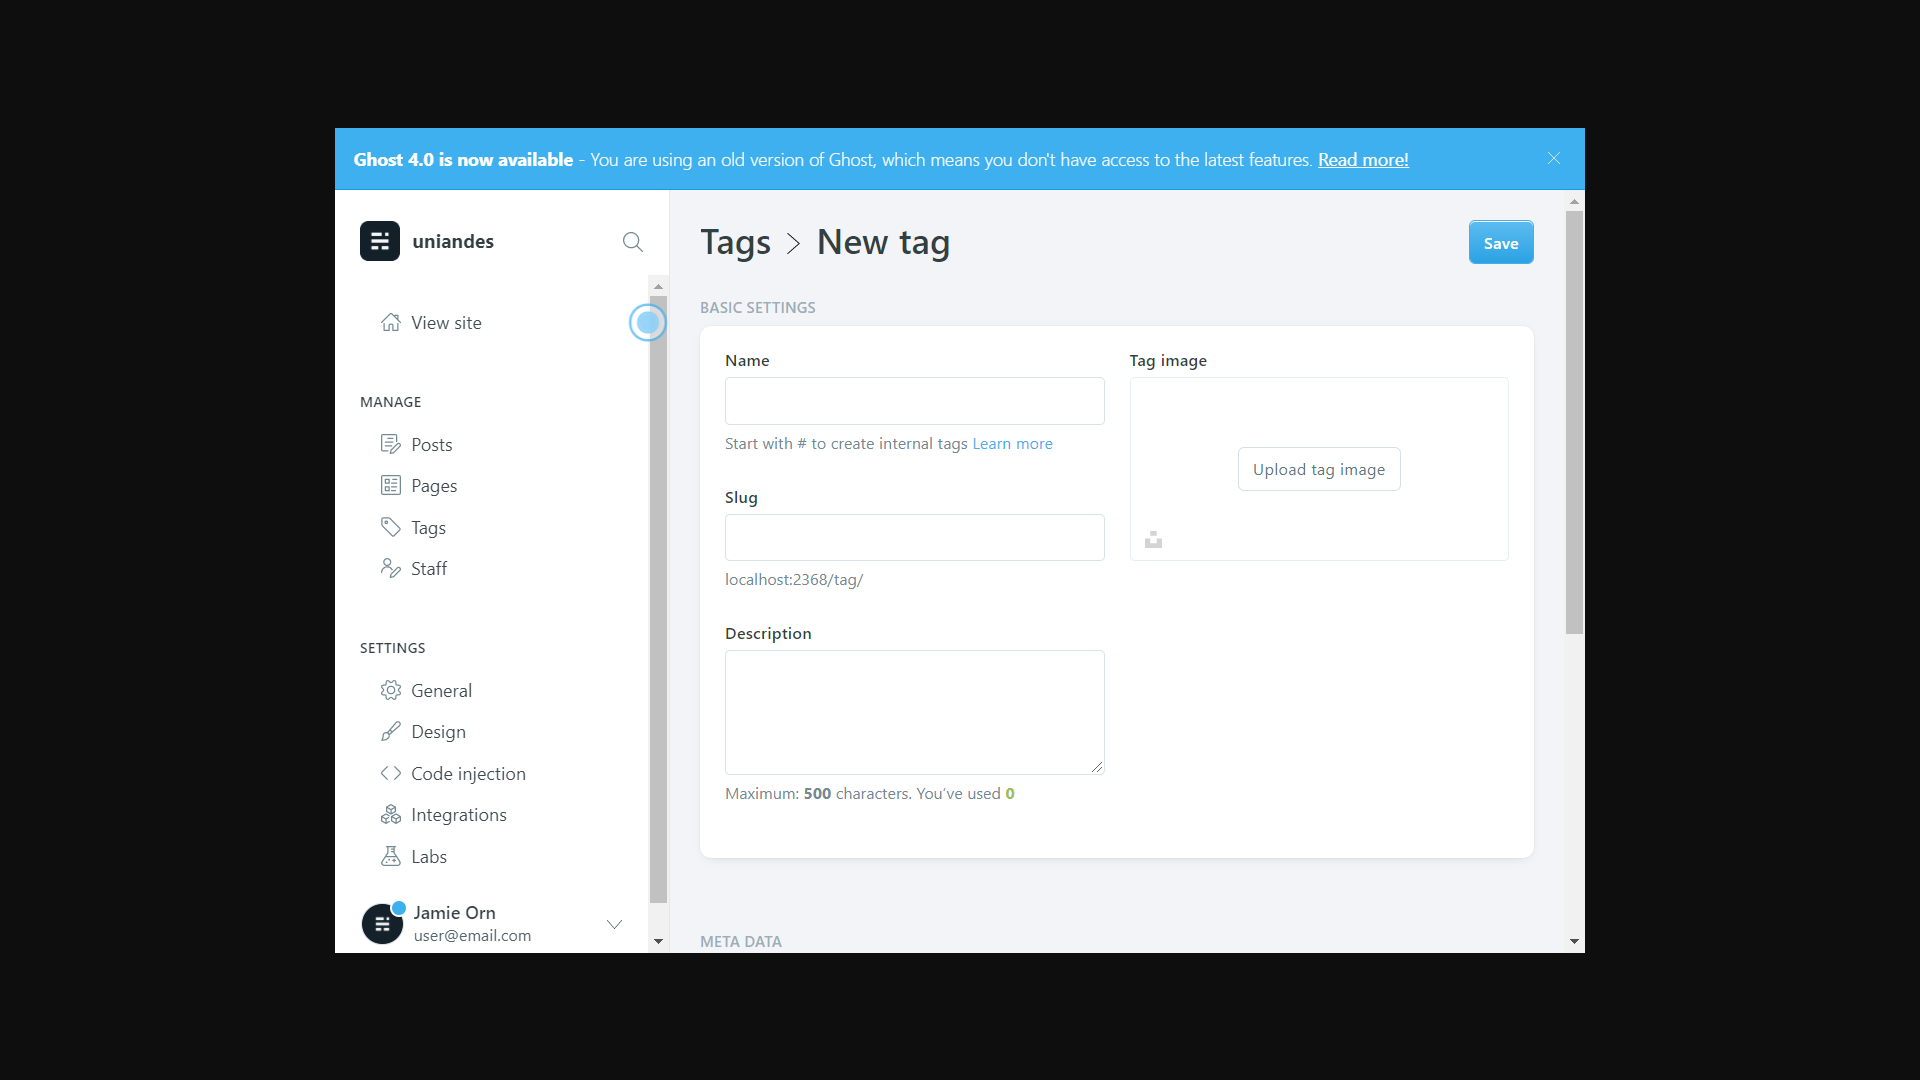 Ghost 4.0 is now available - You are using an old version of Ghost, which means you don't have access to the latest features. Read more!
uniandes
View site
MANAGE
Posts
Pages
Tags
Staff
SETTINGS
General
Design
Code injection
Integrations
Labs
Jamie Orn
user@email.com
Tags > New tag
Save
BASIC SETTINGS
Name
Start with # to create internal tags Learn more
Slug
localhost:2368/tag/
Description
Maximum: 500 characters. You've used 0
Tag image
Upload tag image
META DATA